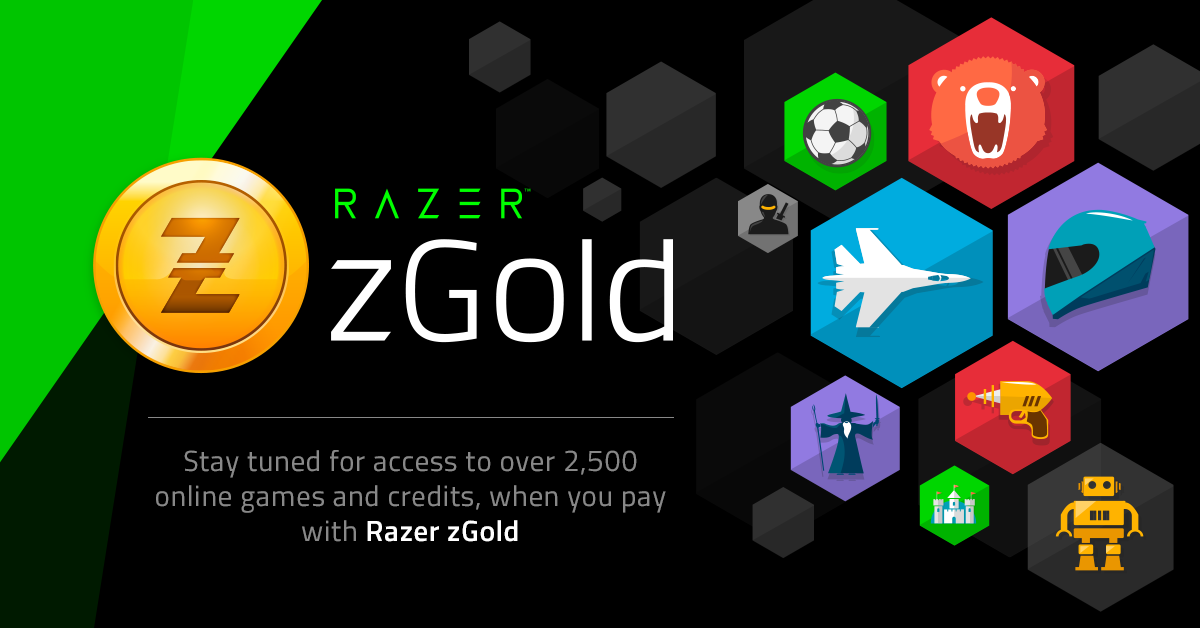 RAZER™
zGold
Stay tuned for access to over 2,500
online games and credits, when you pay
with Razer zGold